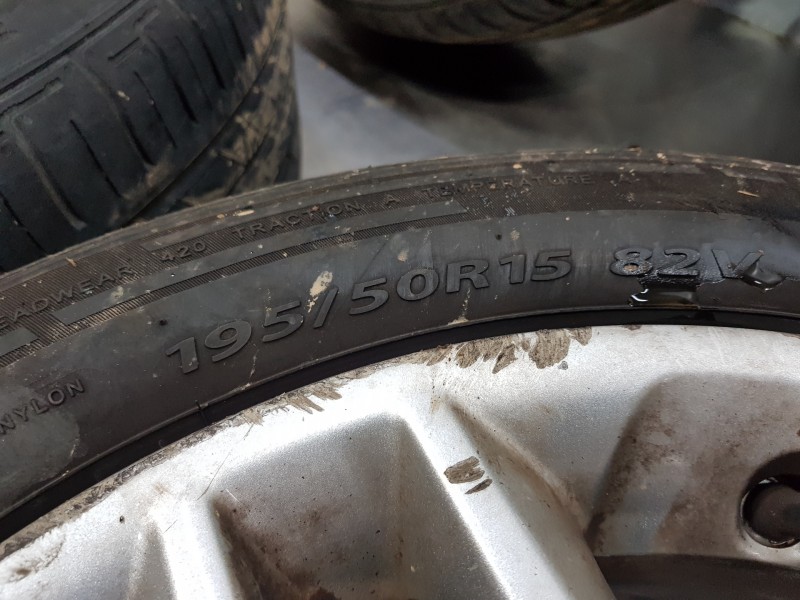 TREADWEAR 420 TRACTION A TEMPERATURE A
195/50R15 82V
NYLON